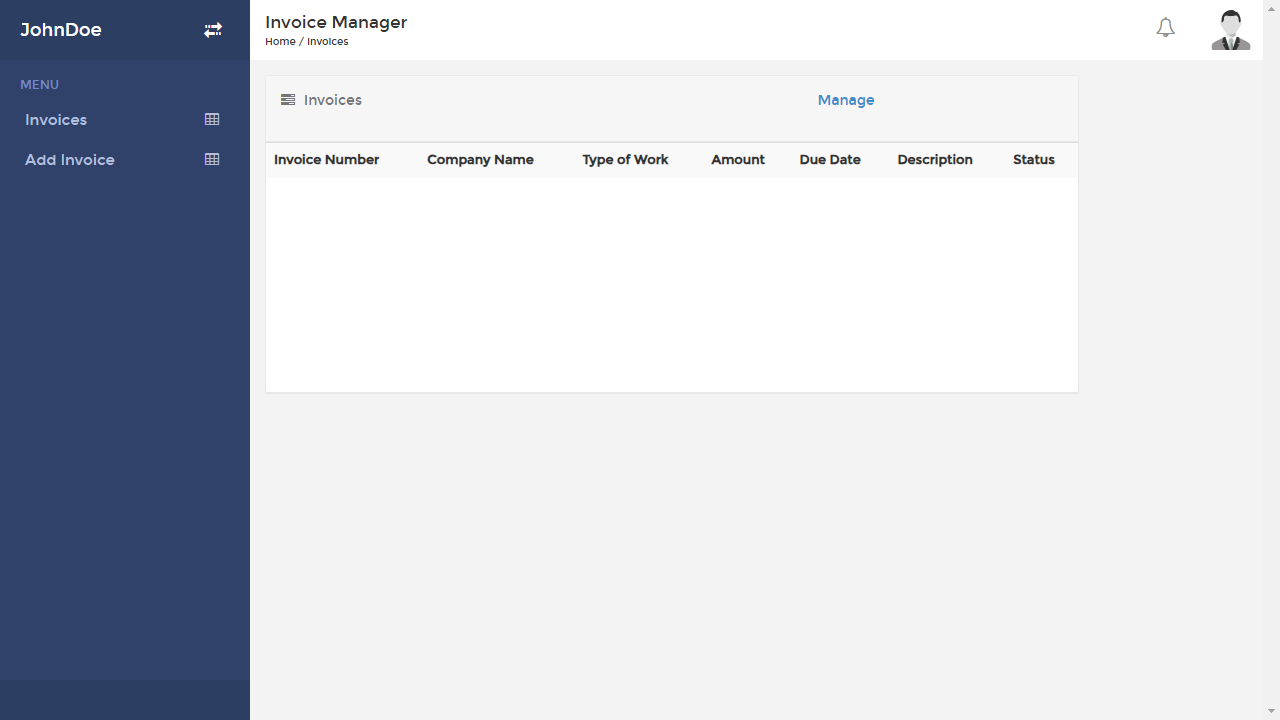 JohnDoe
MENU
Invoices
Add Invoice
Invoice Manager
Home / Invoices
Invoices Manage
Invoice Number Company Name Type of Work Amount Due Date Description Status